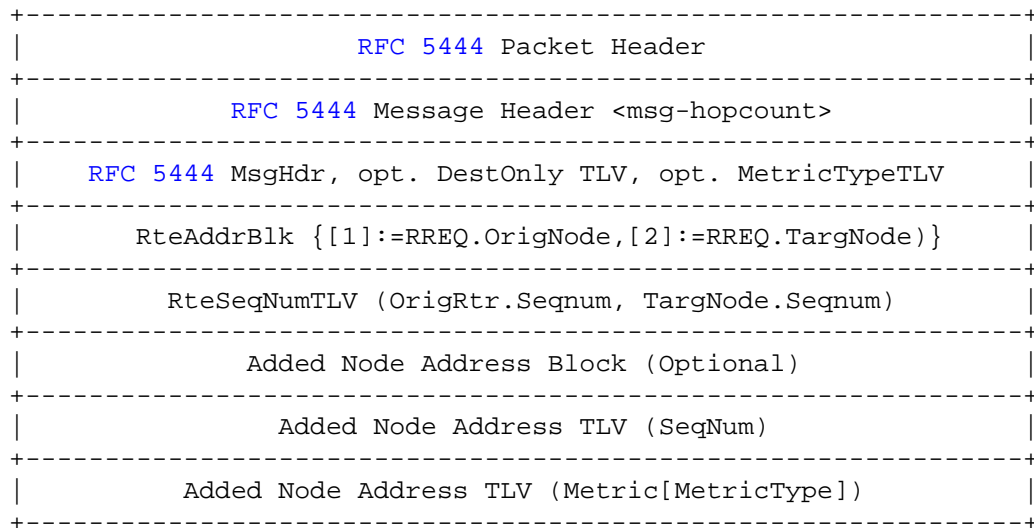 +---------------------------------------------------------------+
| RFC 5444 Packet Header |
+---------------------------------------------------------------+
| RFC 5444 Message Header <msg-hopcount> |
+---------------------------------------------------------------+
| RFC 5444 MsgHdr, opt. DestOnly TLV, opt. MetricTypeTLV |
+---------------------------------------------------------------+
| RteAddrBlk {[1]:=RREQ.OrigNode,[2]:=RREQ.TargNode)} |
+---------------------------------------------------------------+
| RteSeqNumTLV (OrigRtr.Seqnum, TargNode.Seqnum) |
+---------------------------------------------------------------+
| Added Node Address Block (Optional) |
+---------------------------------------------------------------+
| Added Node Address TLV (SeqNum) |
+---------------------------------------------------------------+
| Added Node Address TLV (Metric[MetricType]) |
+---------------------------------------------------------------+